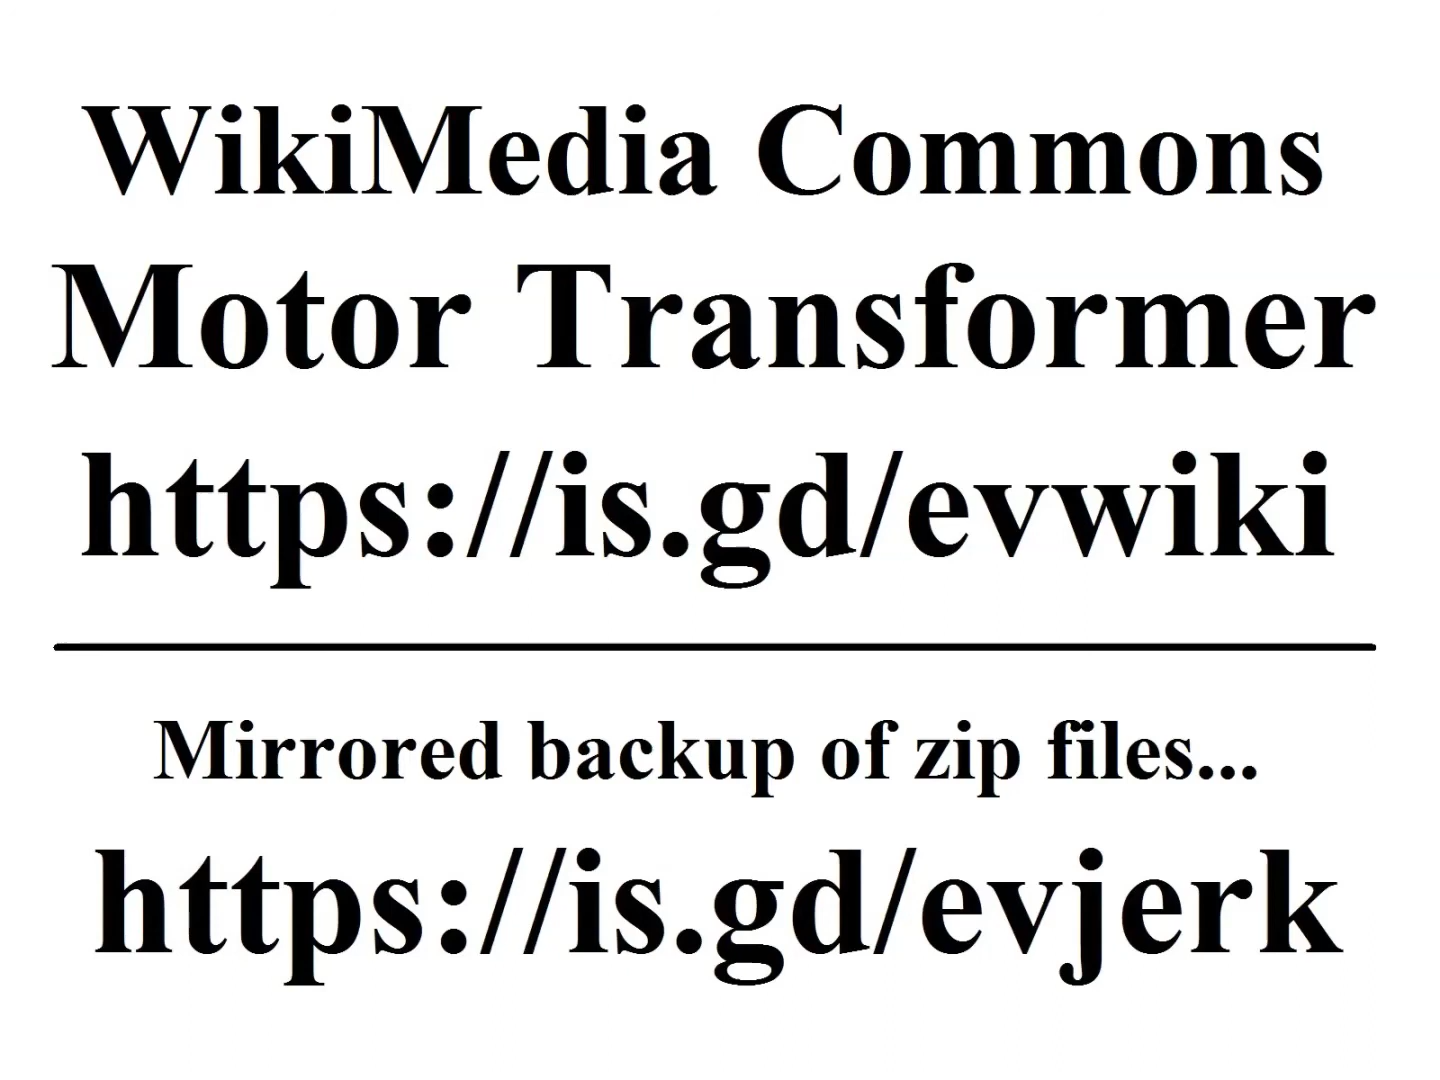 WikiMedia Commons
Motor Transformer
https://is.gd/evwiki
Mirrored backup of zip files...
https://is.gd/evjerk